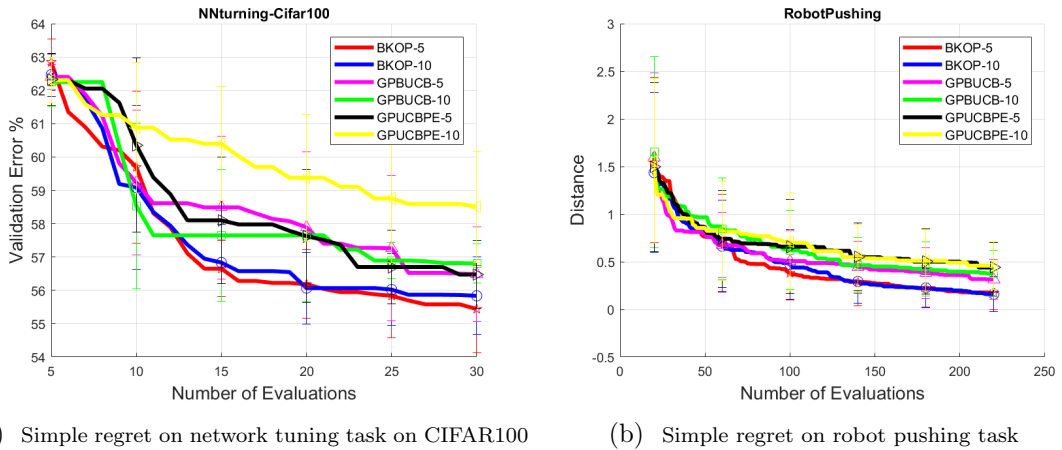 NNturning-Cifar100
64
63
62
61
60
59
58
57
56
55
54
Validation Error %
5
10
15
20
25
30
Number of Evaluations
BKOP-5
BKOP-10
GPBUCB-5
GPBUCB-10
GPUCBPE-5
GPUCBPE-10
) Simple regret on network tuning task on CIFAR100
RobotPushing
3
2.5
2
1.5
1
0.5
0
-0.5
Distance
0
50
100
150
200
250
Number of Evaluations
BKOP-5
BKOP-10
GPBUCB-5
GPBUCB-10
GPUCBPE-5
GPUCBPE-10
(b) Simple regret on robot pushing task